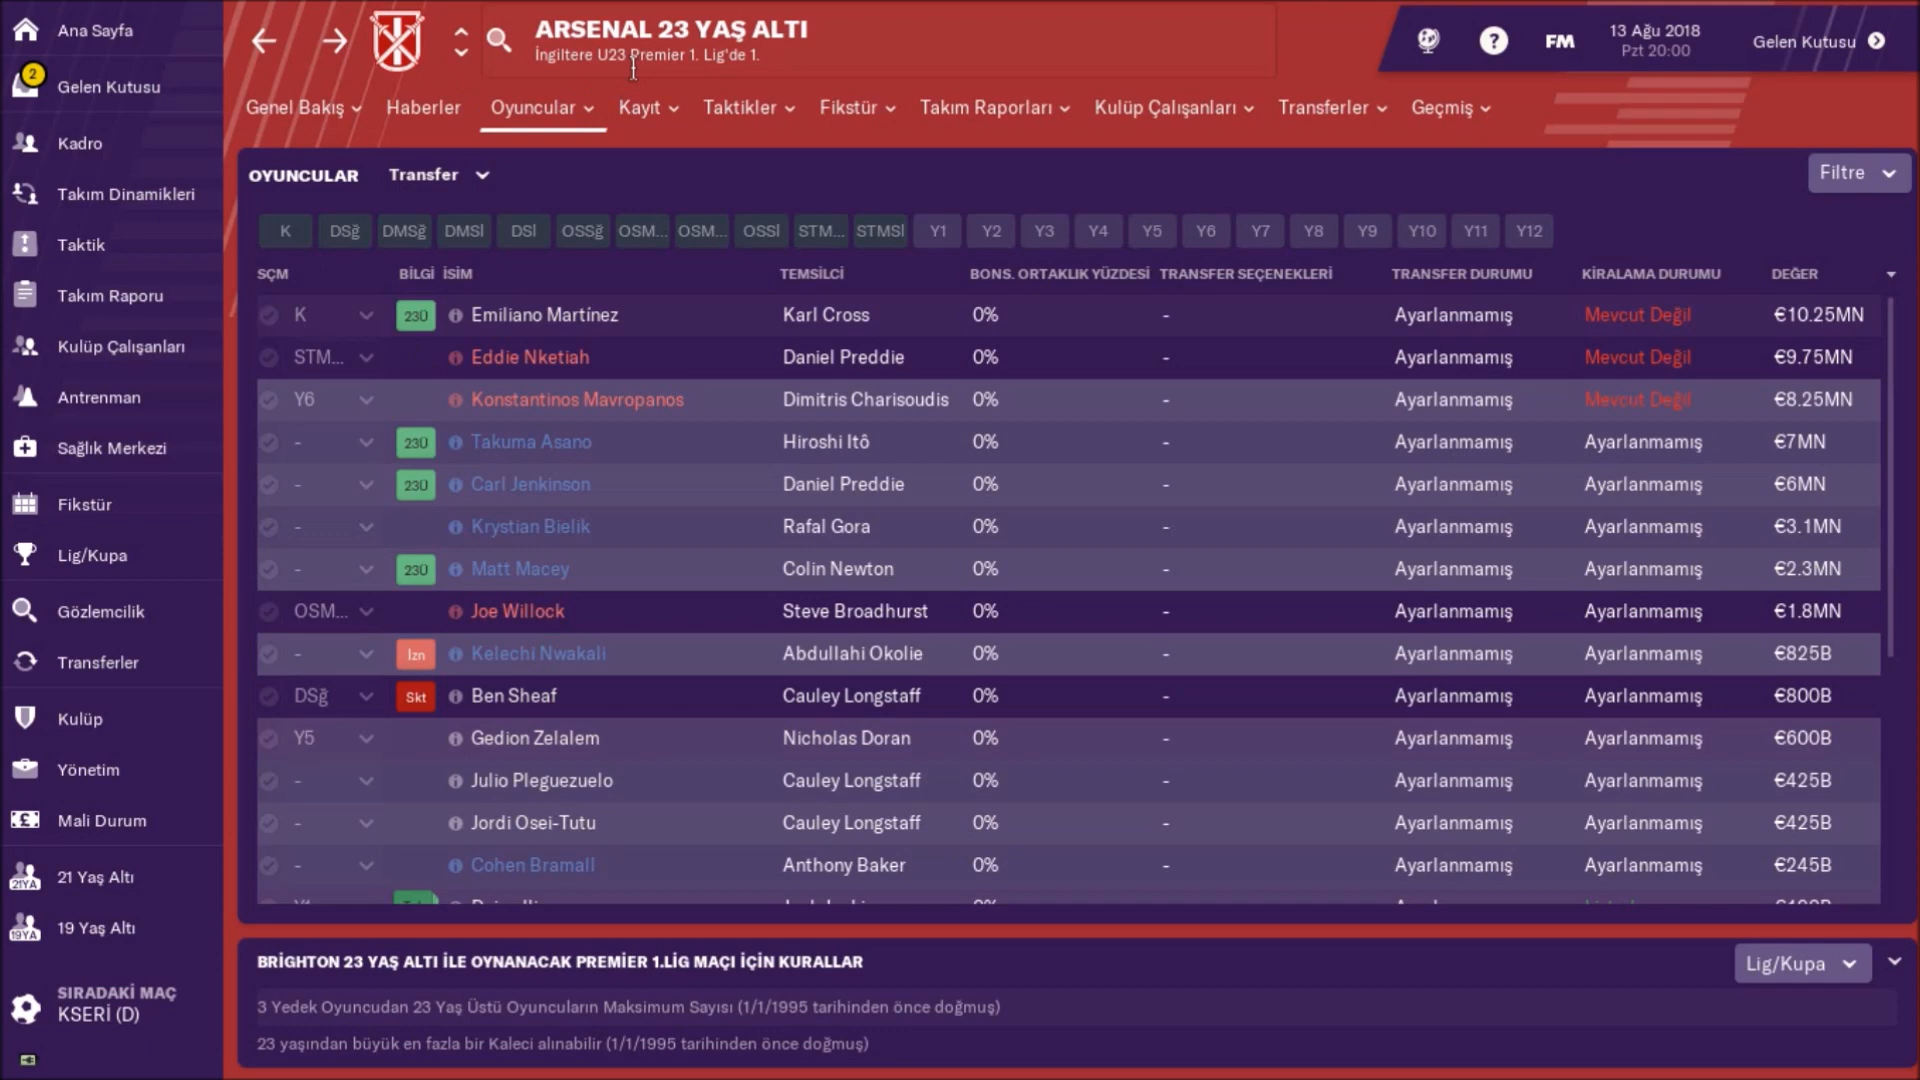 Ana Sayfa
2
Gelen Kutusu
Kadro
Takım Dinamikleri
Taktik
Takım Raporu
Kulüp Çalışanları
Antrenman
Sağlık Merkezi
Fikstür
Lig/Kupa
Gözlemcilik
Transferler
Kulüp
Yönetim
Mali Durum
21YA
21 Yaş Altı
19YA
19 Yaş Altı
SIRADAKİ MAÇ
KSERİ (D)
ARSENAL 23 YAŞ ALTI
İngiltere U23 Premier 1. Lig'de 1.
FM
13 Ağu 2018
Pzt 20:00
Gelen Kutusu
Genel Bakış Haberler Oyuncular Kayıt Taktikler Fikstür Takım Raporları Kulüp Çalışanları Transferler Geçmiş
OYUNCULAR Transfer Filtre
K DSğ DMSğ DMSl DSl OSSğ OSM... OSM... OSSl STM... STMSl Y1 Y2 Y3 Y4 Y5 Y6 Y7 Y8 Y9 Y10 Y11 Y12
SÇM BİLGİ İSİM TEMSİLCİ BONS. ORTAKLIK YÜZDESİ TRANSFER SEÇENEKLERİ TRANSFER DURUMU KİRALAMA DURUMU DEĞER
K 23Ü Emiliano Martínez Karl Cross 0% - Ayarlanmamış Mevcut Değil €10.25MN
STM... Eddie Nketiah Daniel Preddie 0% - Ayarlanmamış Mevcut Değil €9.75MN
Y6 Konstantinos Mavropanos Dimitris Charisoudis 0% - Ayarlanmamış Mevcut Değil €8.25MN
- 23Ü Takuma Asano Hiroshi Itô 0% - Ayarlanmamış Ayarlanmamış €7MN
- 23Ü Carl Jenkinson Daniel Preddie 0% - Ayarlanmamış Ayarlanmamış €6MN
- Krystian Bielik Rafal Gora 0% - Ayarlanmamış Ayarlanmamış €3.1MN
- 23Ü Matt Macey Colin Newton 0% - Ayarlanmamış Ayarlanmamış €2.3MN
OSM... Joe Willock Steve Broadhurst 0% - Ayarlanmamış Ayarlanmamış €1.8MN
- İzn Kelechi Nwakali Abdullahi Okolie 0% - Ayarlanmamış Ayarlanmamış €825B
DSğ Skt Ben Sheaf Cauley Longstaff 0% - Ayarlanmamış Ayarlanmamış €800B
Y5 Gedion Zelalem Nicholas Doran 0% - Ayarlanmamış Ayarlanmamış €600B
- Julio Pleguezuelo Cauley Longstaff 0% - Ayarlanmamış Ayarlanmamış €425B
- Jordi Osei-Tutu Cauley Longstaff 0% - Ayarlanmamış Ayarlanmamış €425B
- Cohen Bramall Anthony Baker 0% - Ayarlanmamış Ayarlanmamış €245B
BRİGHTON 23 YAŞ ALTI İLE OYNANACAK PREMİER 1.LİG MAÇI İÇİN KURALLAR Lig/Kupa
3 Yedek Oyuncudan 23 Yaş Üstü Oyuncuların Maksimum Sayısı (1/1/1995 tarihinden önce doğmuş)
23 yaşından büyük en fazla bir Kaleci alınabilir (1/1/1995 tarihinden önce doğmuş)